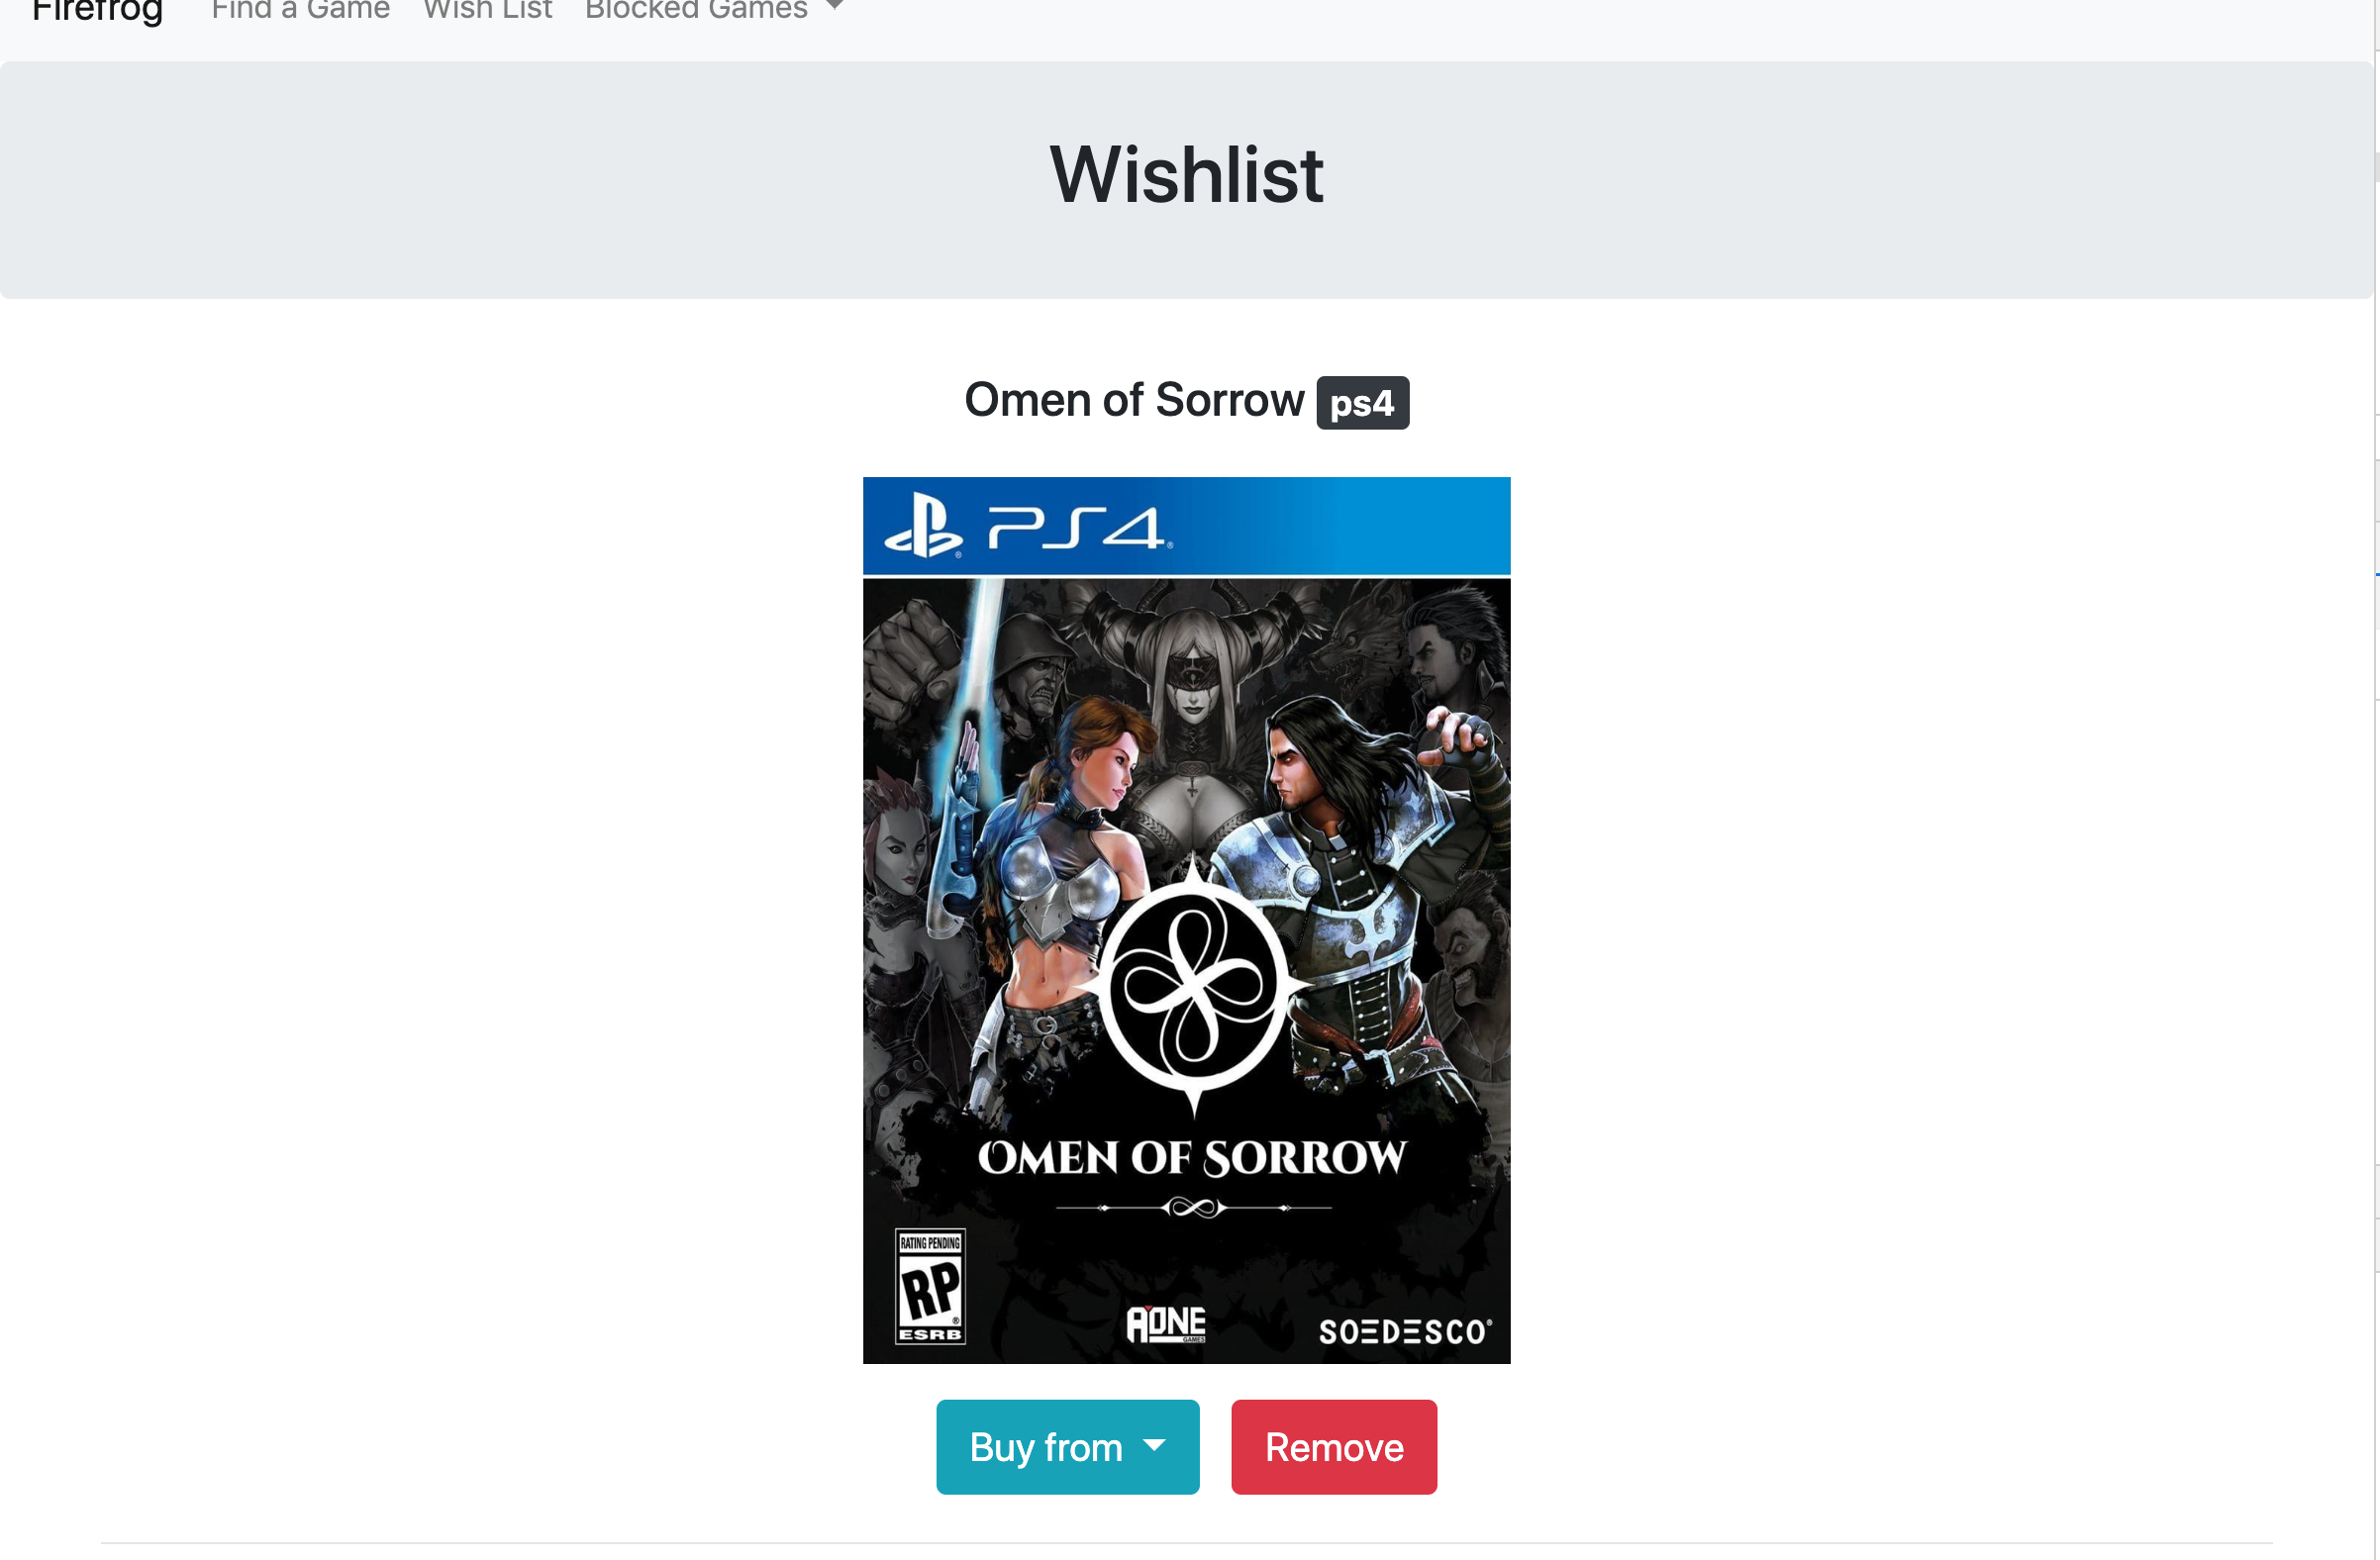 Firefrog Find a Game Wish List Blocked Games
Wishlist
Omen of Sorrow ps4
PS4
OMEN OF SORROW
RATING PENDING
RP
ESRB
AONE
GAMES
SOEDESCO
Buy from
Remove